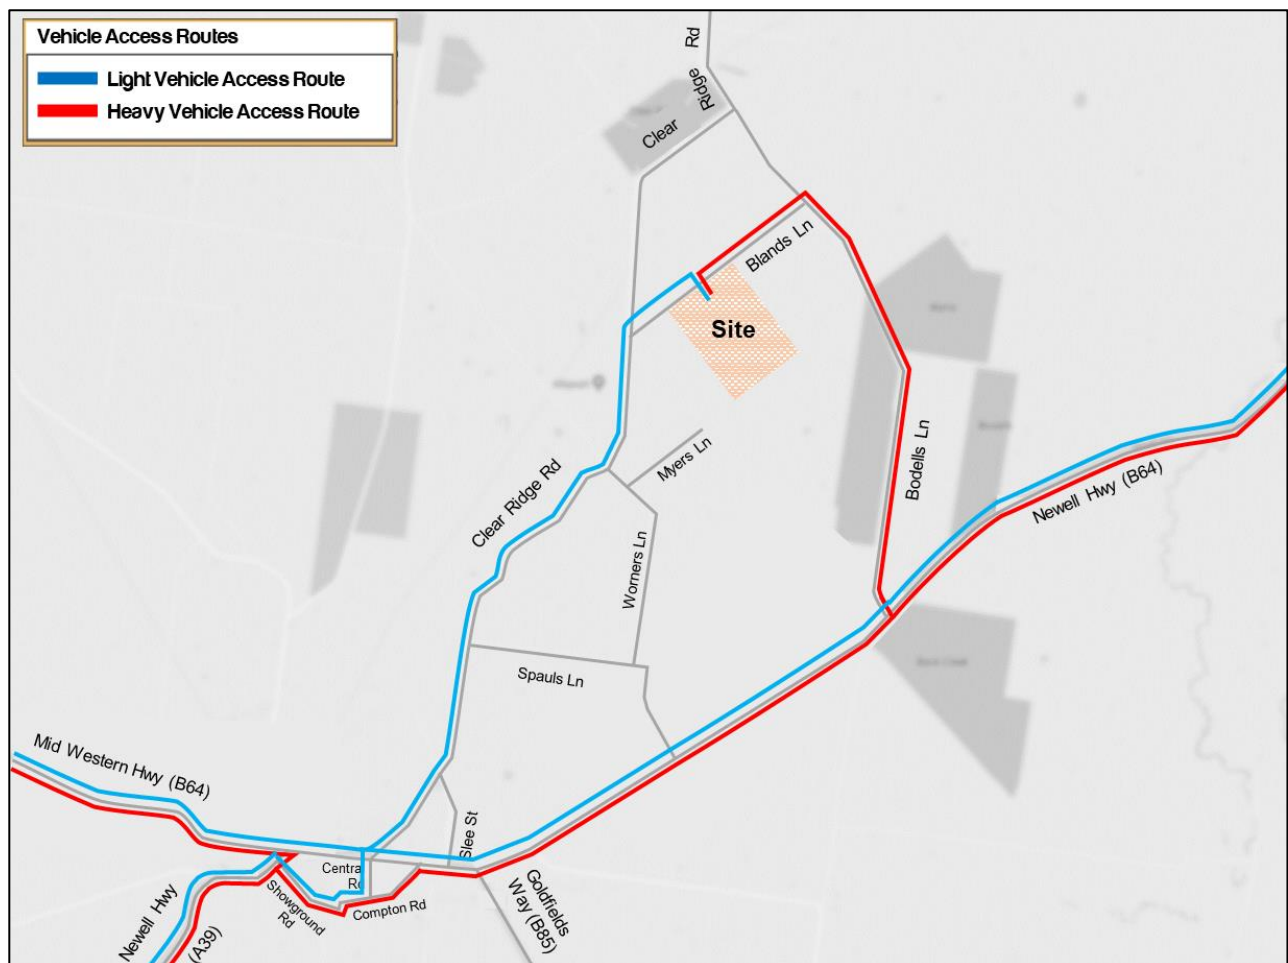 Vehicle Access Routes
Light Vehicle Access Route
Heavy Vehicle Access Route
Clear Ridge Rd
Blands Ln
Site
Myers Ln
Clear Ridge Rd
Bodells Ln
Newell Hwy (B64)
Worners Ln
Spauls Ln
Mid Western Hwy (B64)
Slee St
Central Rd
Showground Rd
Compton Rd
Goldfields Way (B85)
Newell Hwy (A39)